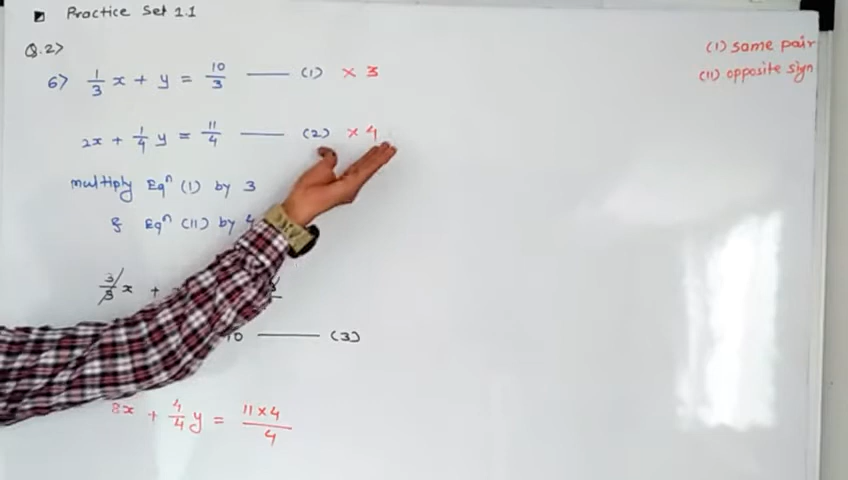 Practice Set 1.1
Q.2>
6> 1/3 x + y = 10/3 —— (1) × 3
2x + 1/4 y = 11/4 —— (2) × 4
multiply Eqⁿ (1) by 3
& Eqⁿ (11) by 4
3/3 x +
10 —— (3)
8x + 4/4 y = 11×4/4
(1) same pair
(11) opposite sign